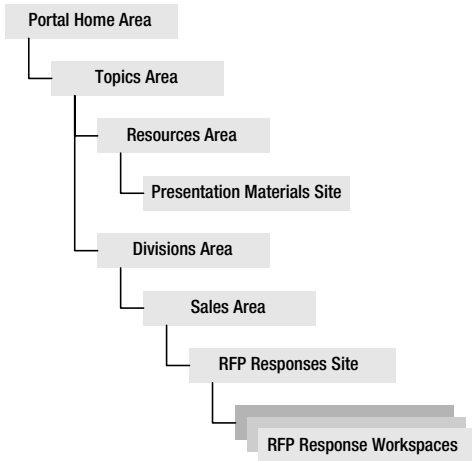 Portal Home Area
Topics Area
Resources Area
Presentation Materials Site
Divisions Area
Sales Area
RFP Responses Site
RFP Response Workspaces